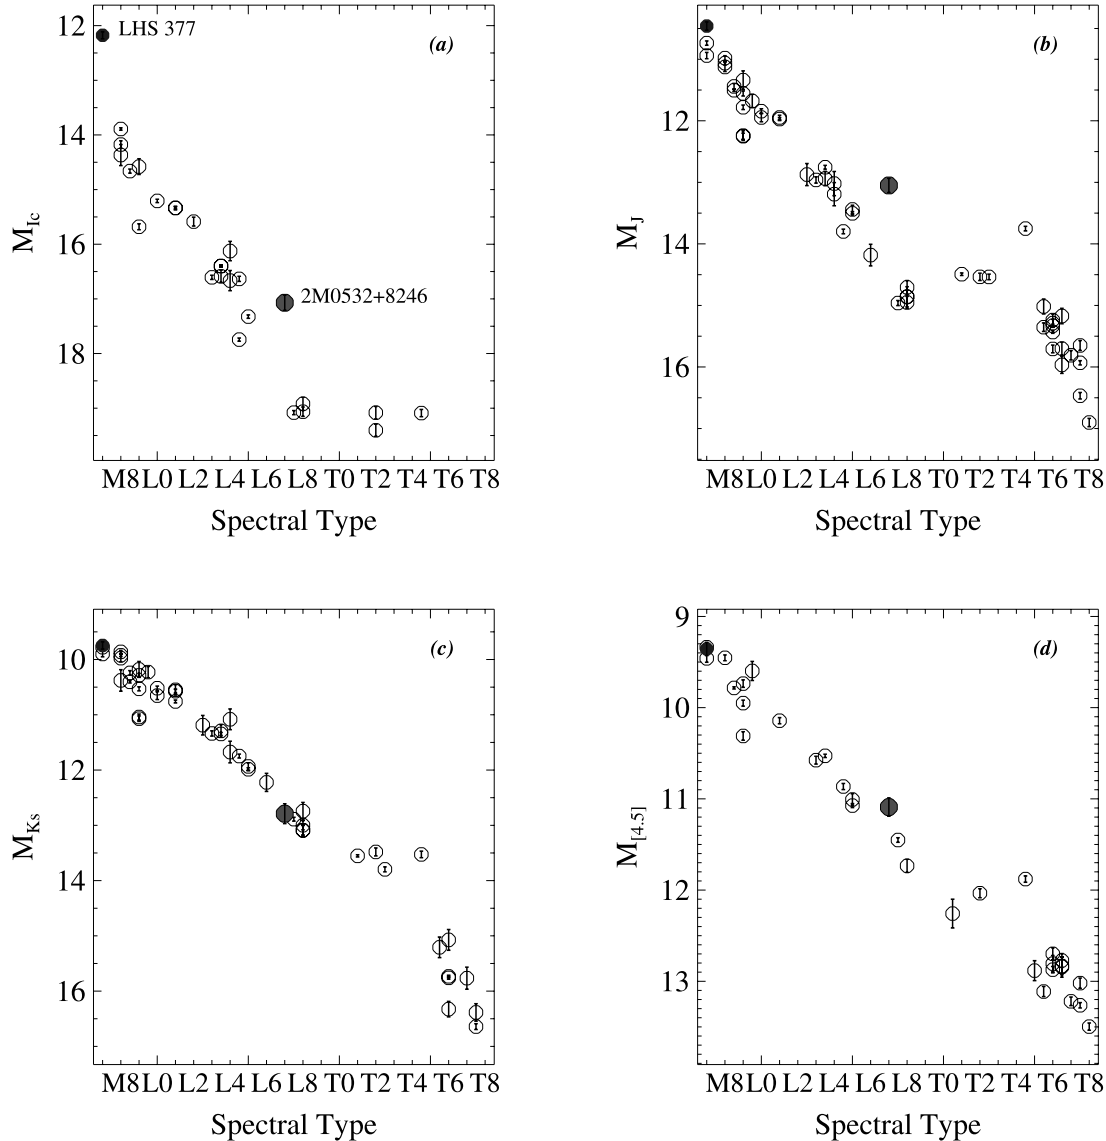 12
14
16
18
M_Ic
LHS 377
(a)
2M0532+8246
M8 L0 L2 L4 L6 L8 T0 T2 T4 T6 T8
Spectral Type
12
14
16
M_J
(b)
M8 L0 L2 L4 L6 L8 T0 T2 T4 T6 T8
Spectral Type
10
12
14
16
M_Ks
(c)
M8 L0 L2 L4 L6 L8 T0 T2 T4 T6 T8
Spectral Type
9
10
11
12
13
M_[4.5]
(d)
M8 L0 L2 L4 L6 L8 T0 T2 T4 T6 T8
Spectral Type